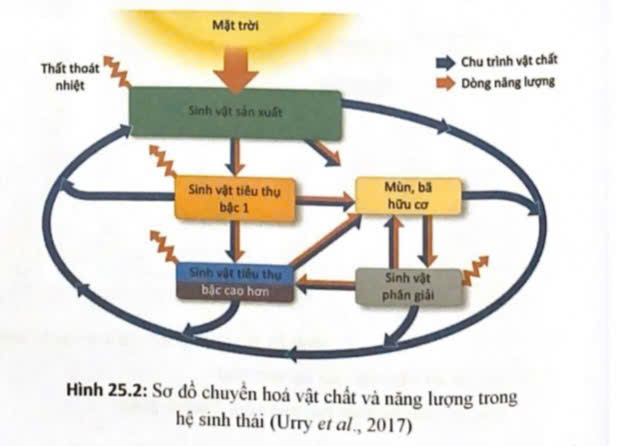 Mặt trời
Thất thoát
nhiệt
Chu trình vật chất
Dòng năng lượng
Sinh vật sản xuất
Sinh vật tiêu thụ
bậc 1
Mùn, bã
hữu cơ
Sinh vật tiêu thụ
bậc cao hơn
Sinh vật
phân giải
Hình 25.2: Sơ đồ chuyển hoá vật chất và năng lượng trong
hệ sinh thái (Urry et al., 2017)